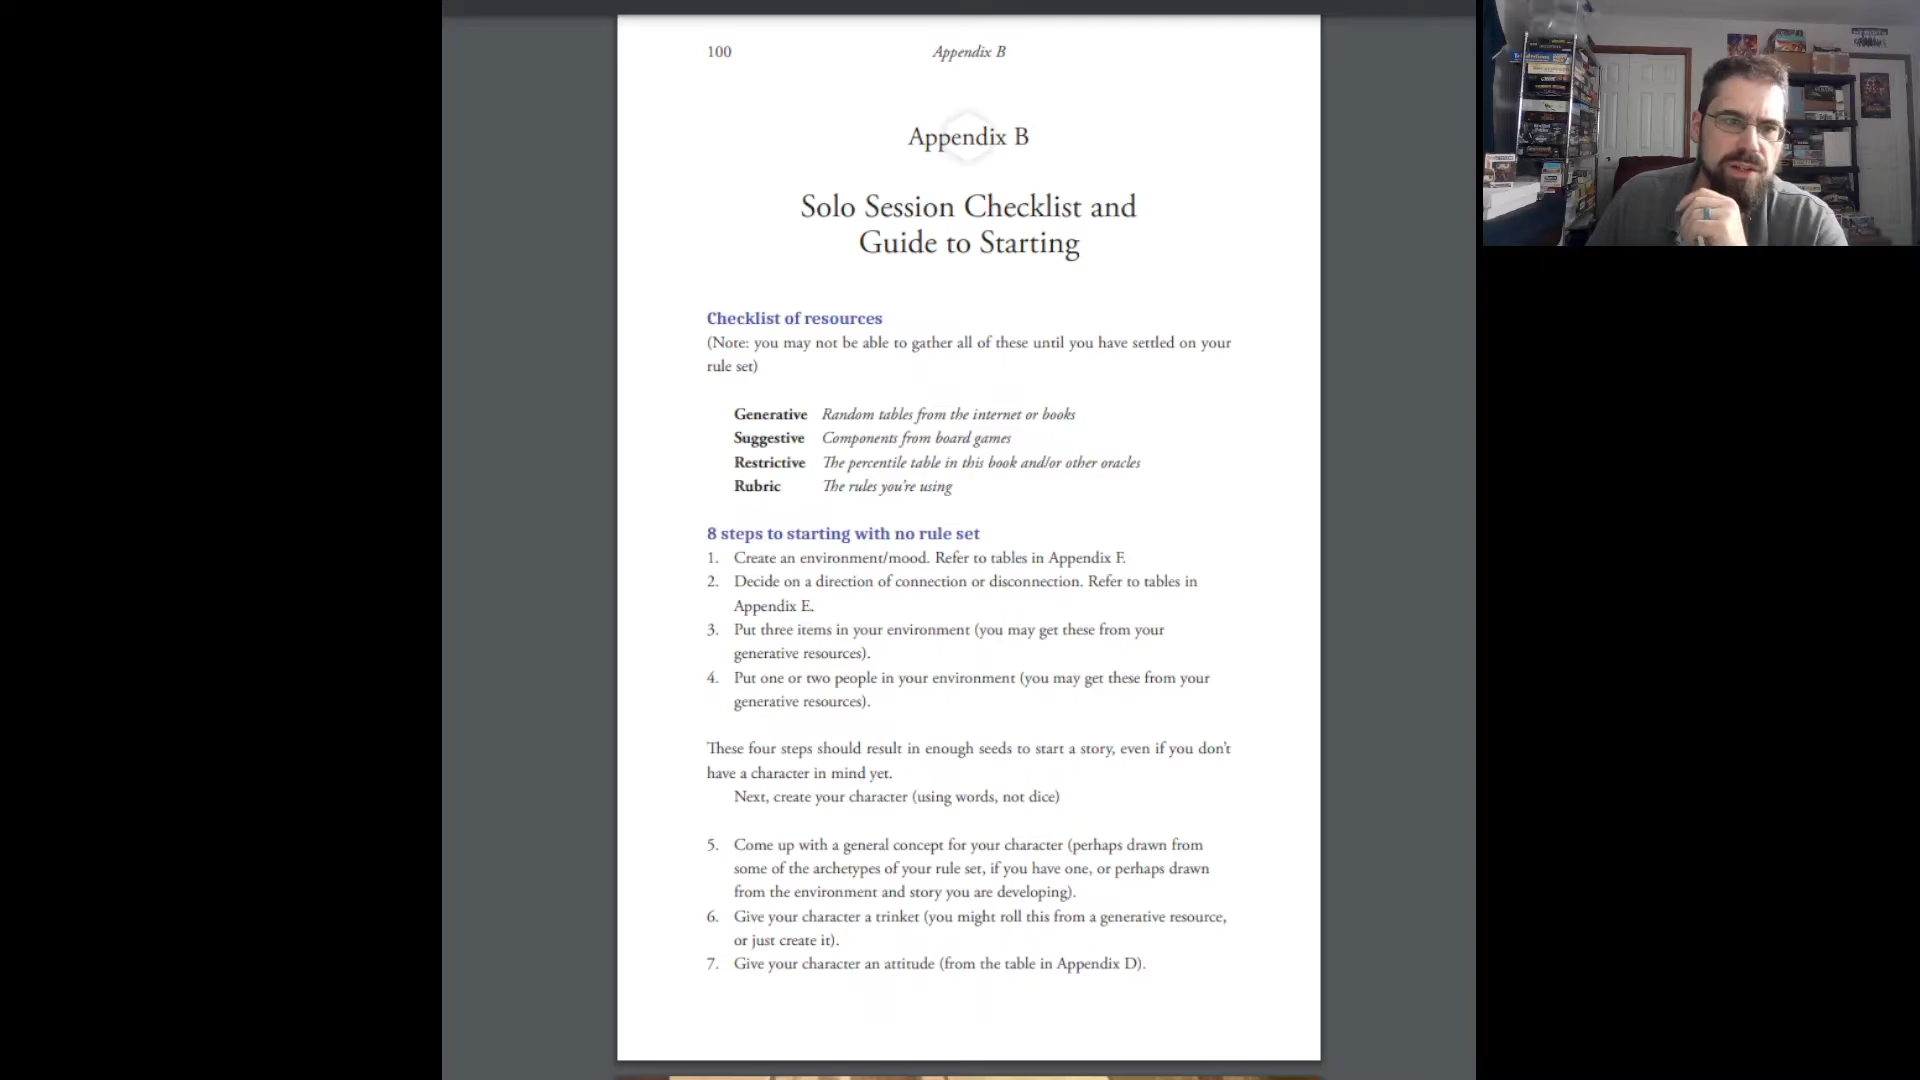 100
Appendix B
Appendix B
Solo Session Checklist and
Guide to Starting
Checklist of resources
(Note: you may not be able to gather all of these until you have settled on your
rule set)
Generative Random tables from the internet or books
Suggestive Components from board games
Restrictive The percentile table in this book and/or other oracles
Rubric The rules you're using
8 steps to starting with no rule set
1. Create an environment/mood. Refer to tables in Appendix F.
2. Decide on a direction of connection or disconnection. Refer to tables in
Appendix E.
3. Put three items in your environment (you may get these from your
generative resources).
4. Put one or two people in your environment (you may get these from your
generative resources).
These four steps should result in enough seeds to start a story, even if you don't
have a character in mind yet.
Next, create your character (using words, not dice)
5. Come up with a general concept for your character (perhaps drawn from
some of the archetypes of your rule set, if you have one, or perhaps drawn
from the environment and story you are developing).
6. Give your character a trinket (you might roll this from a generative resource,
or just create it).
7. Give your character an attitude (from the table in Appendix D).